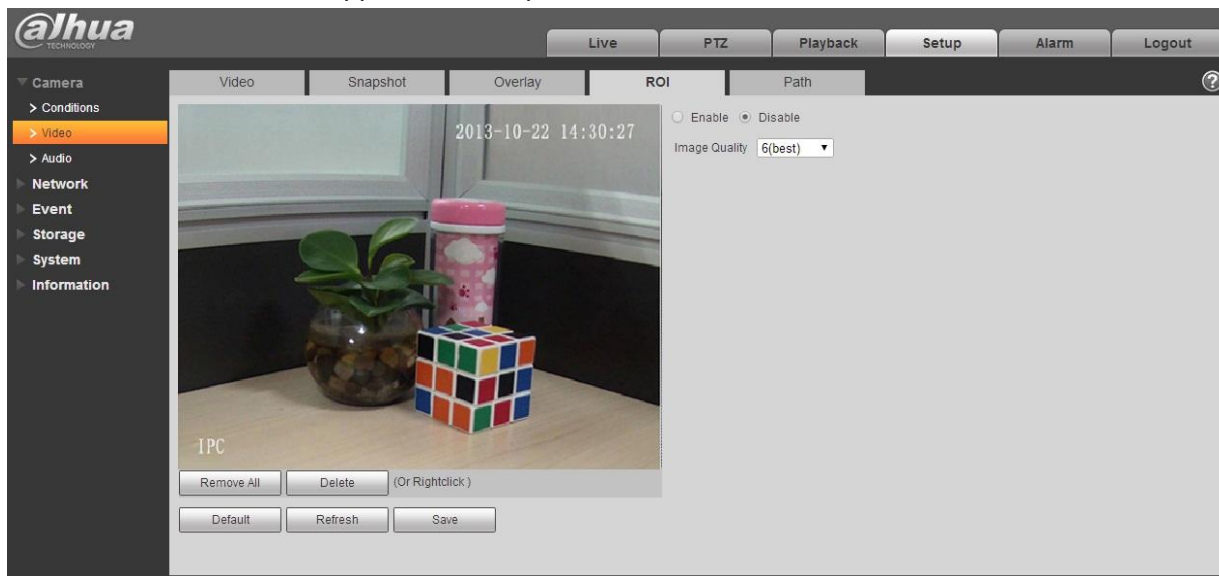 alhua
TECHNOLOGY
Live
PTZ
Playback
Setup
Alarm
Logout
Camera
Conditions
Video
Audio
Network
Event
Storage
System
Information
Video
Snapshot
Overlay
ROI
Path
?
2013-10-22 14:30:27
IPC
Enable
Disable
Image Quality 6(best)
Remove All
Delete
(Or Rightclick )
Default
Refresh
Save